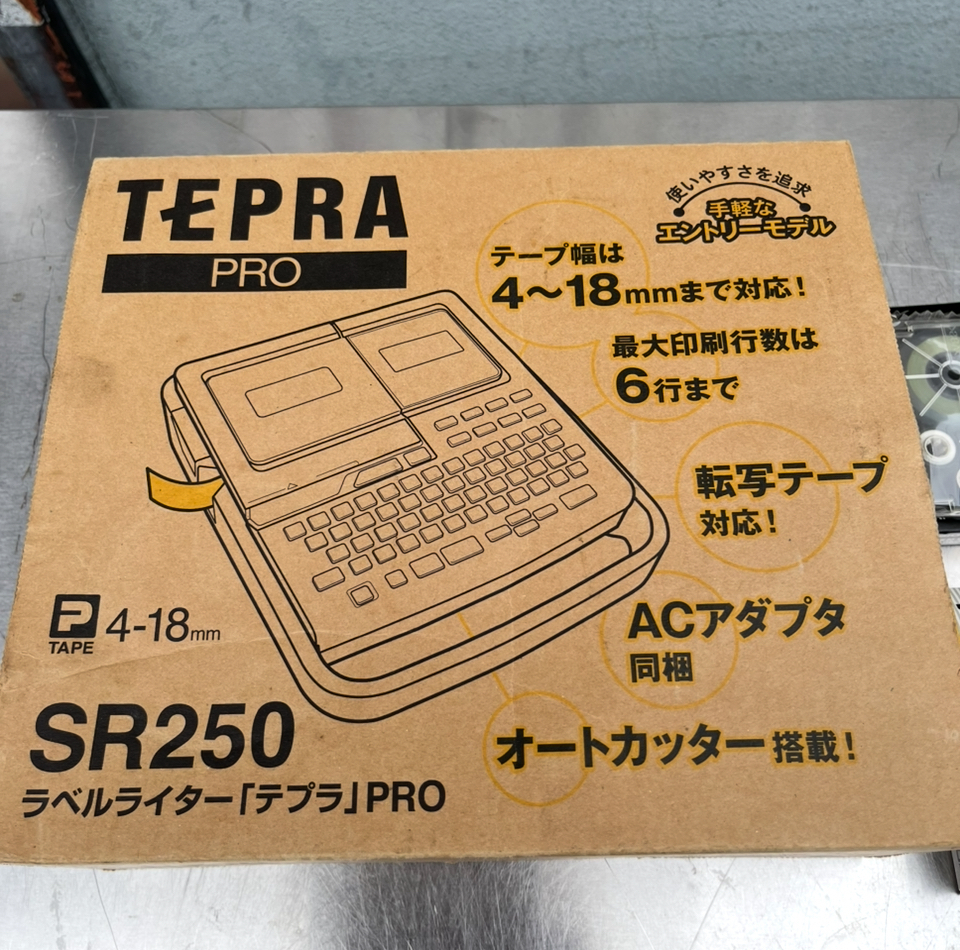 TEPRA
PRO
使いやすさを追求
手軽な
エントリーモデル
テープ幅は
4〜18mmまで対応!
最大印刷行数は
6行まで
転写テープ
対応!
ACアダプタ
同梱
オートカッター搭載!
TAPE 4-18mm
SR250
ラベルライター「テプラ」PRO